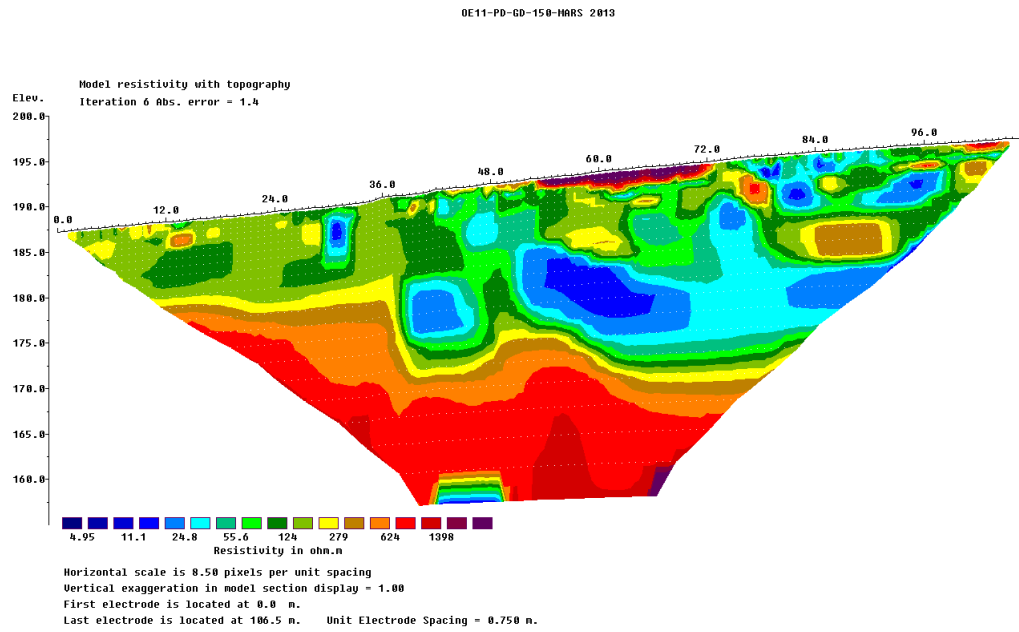 OE11-PD-GD-150-MARS 2013
Model resistivity with topography
Iteration 6 Abs. error = 1.4
Elev.
200.0
195.0
190.0
185.0
180.0
175.0
170.0
165.0
160.0
0.0 12.0 24.0 36.0 48.0 60.0 72.0 84.0 96.0
4.95 11.1 24.8 55.6 124 279 624 1398
Resistivity in ohm.m
Horizontal scale is 8.50 pixels per unit spacing
Vertical exaggeration in model section display = 1.00
First electrode is located at 0.0 m.
Last electrode is located at 106.5 m. Unit Electrode Spacing = 0.750 m.